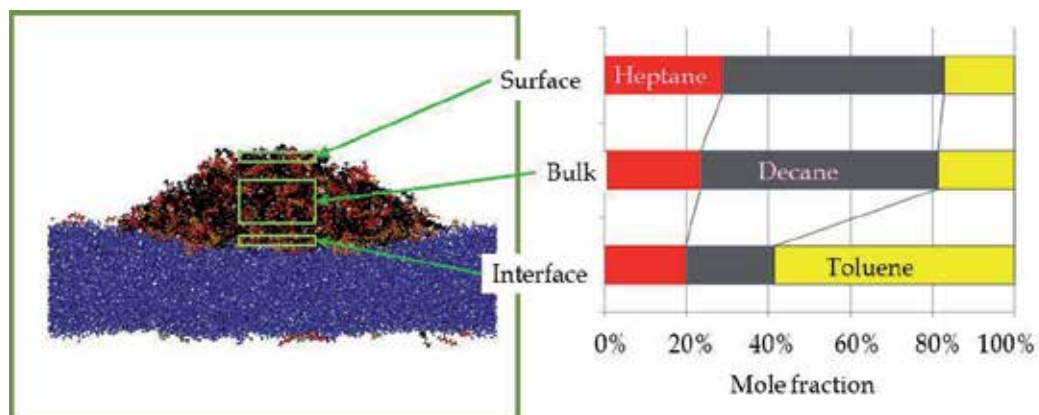 Surface
Bulk
Interface
Heptane
Decane
Toluene
0% 20% 40% 60% 80% 100%
Mole fraction